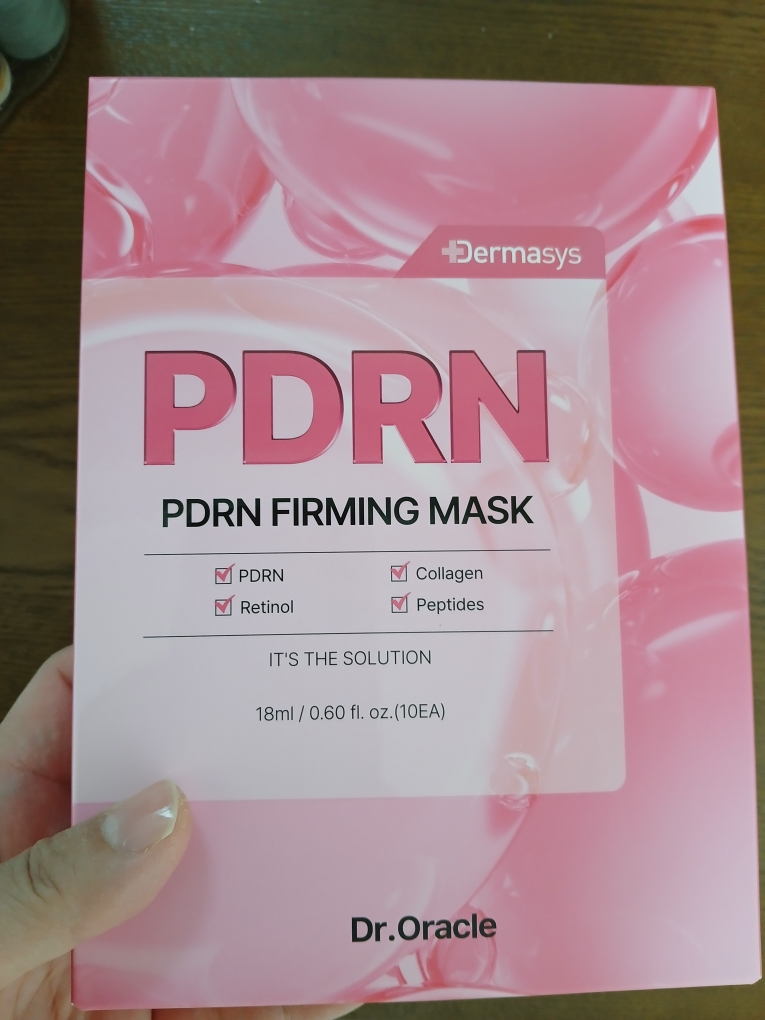 Dermasys
PDRN
PDRN FIRMING MASK
PDRN Collagen
Retinol Peptides
IT'S THE SOLUTION
18ml / 0.60 fl. oz.(10EA)
Dr.Oracle